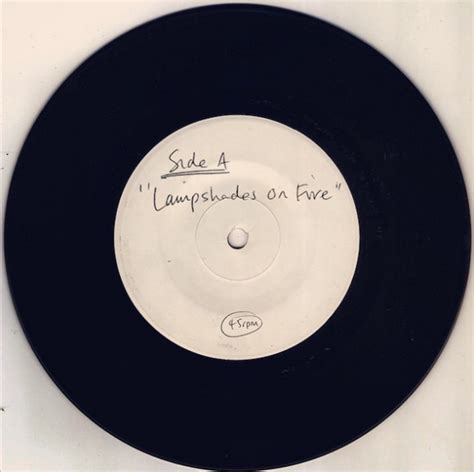 Side A
"Lampshades on Fire"
45rpm